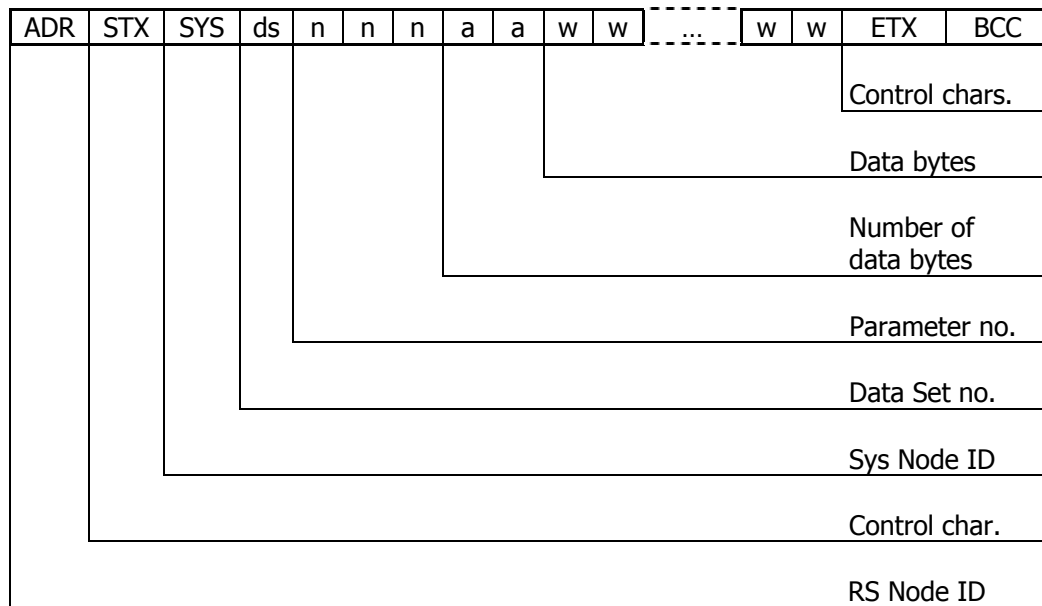 ADR STX SYS ds n n n a a w w ... w w ETX BCC
Control chars.
Data bytes
Number of
data bytes
Parameter no.
Data Set no.
Sys Node ID
Control char.
RS Node ID